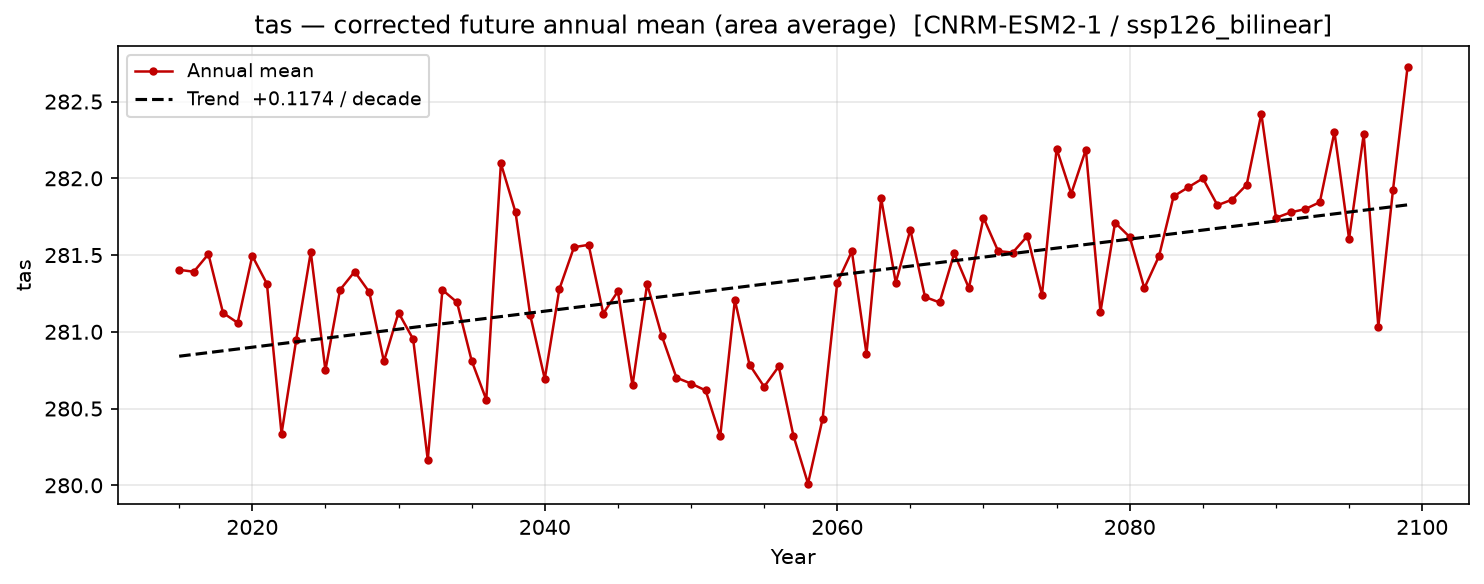 tas — corrected future annual mean (area average)  [CNRM-ESM2-1 / ssp126_bilinear]
Annual mean
Trend  +0.1174 / decade
282.5
282.0
281.5
281.0
280.5
280.0
tas
2020
2040
2060
2080
2100
Year